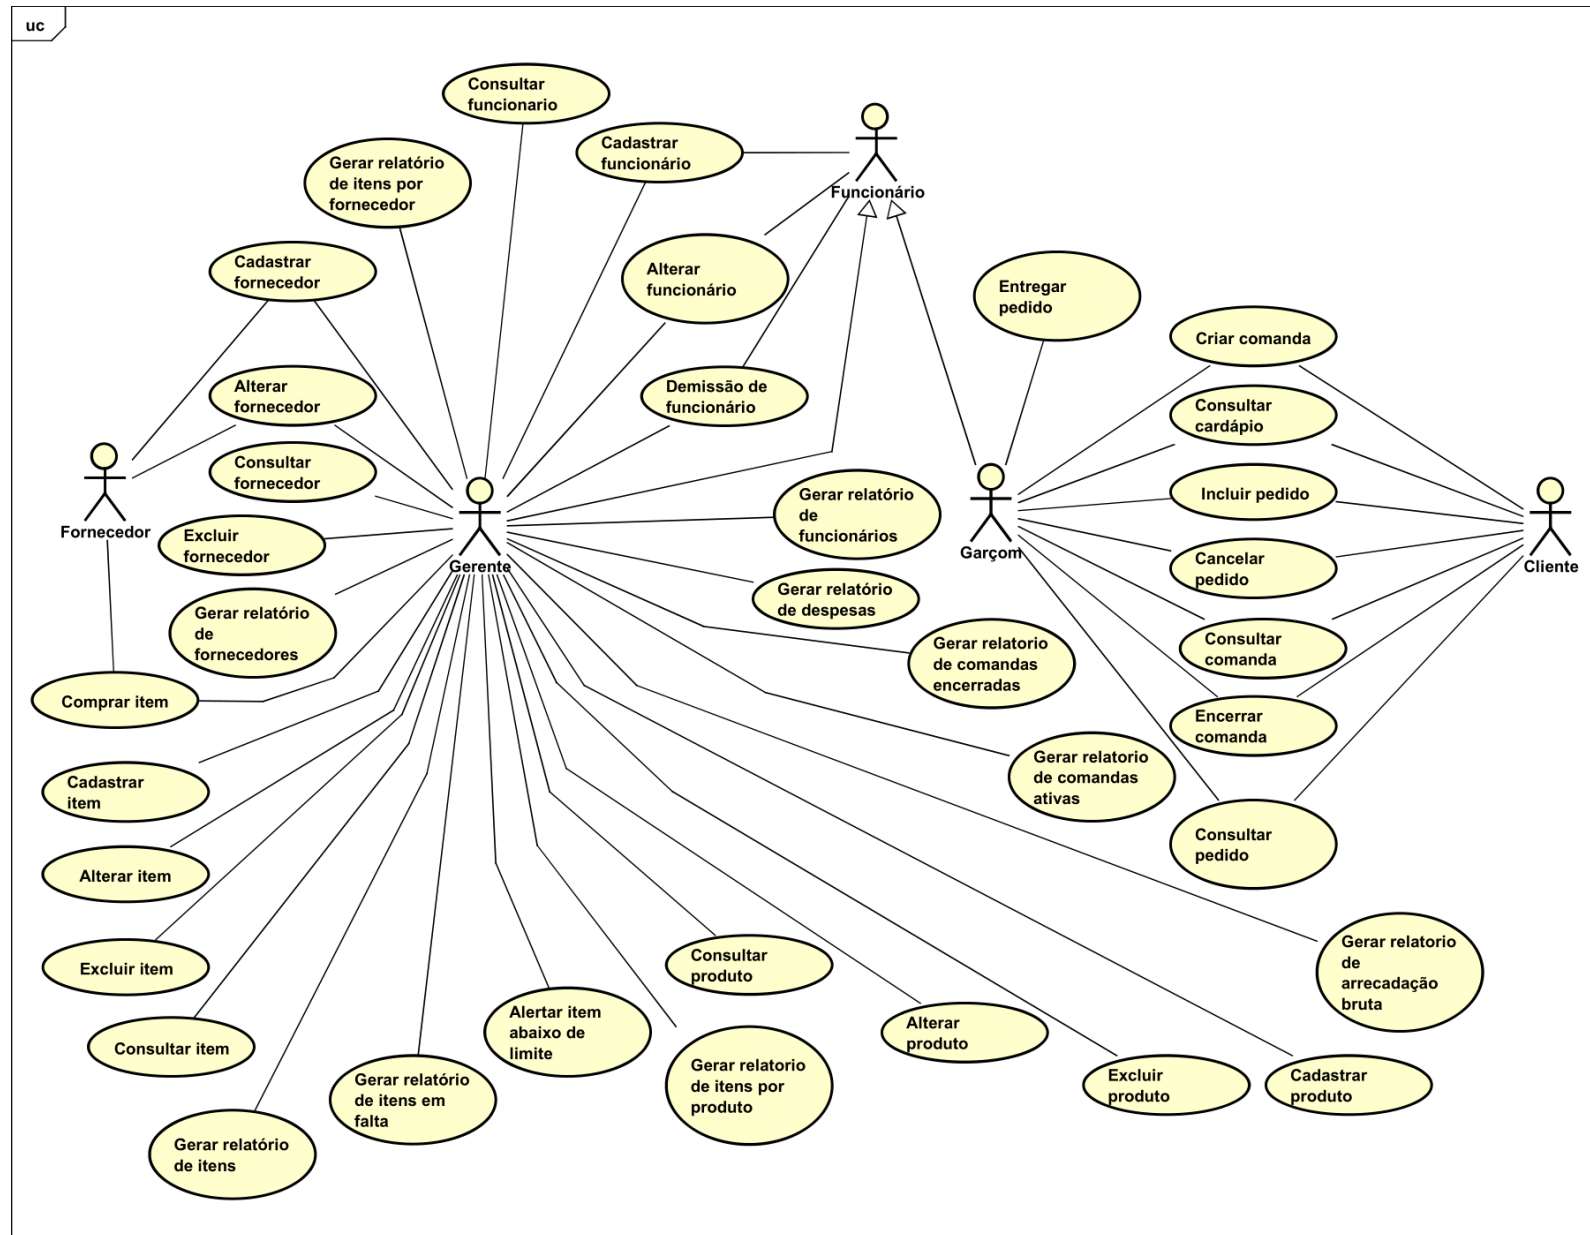 uc
Consultar
funcionario
Cadastrar
funcionário
Funcionário
Gerar relatório
de itens por
fornecedor
Cadastrar
fornecedor
Alterar
funcionário
Entregar
pedido
Criar comanda
Alterar
fornecedor
Demissão de
funcionário
Consultar
cardápio
Consultar
fornecedor
Fornecedor
Gerar relatório
de
funcionários
Incluir pedido
Excluir
fornecedor
Gerente
Garçom
Cancelar
pedido
Cliente
Gerar relatório
de despesas
Gerar relatório
de
fornecedores
Gerar relatorio
de comandas
encerradas
Consultar
comanda
Comprar item
Encerrar
comanda
Cadastrar
item
Gerar relatorio
de comandas
ativas
Consultar
pedido
Alterar item
Excluir item
Consultar
produto
Gerar relatorio
de
arrecadação
bruta
Consultar item
Alertar item
abaixo de
limite
Alterar
produto
Gerar relatório
de itens em
falta
Gerar relatorio
de itens por
produto
Excluir
produto
Cadastrar
produto
Gerar relatório
de itens